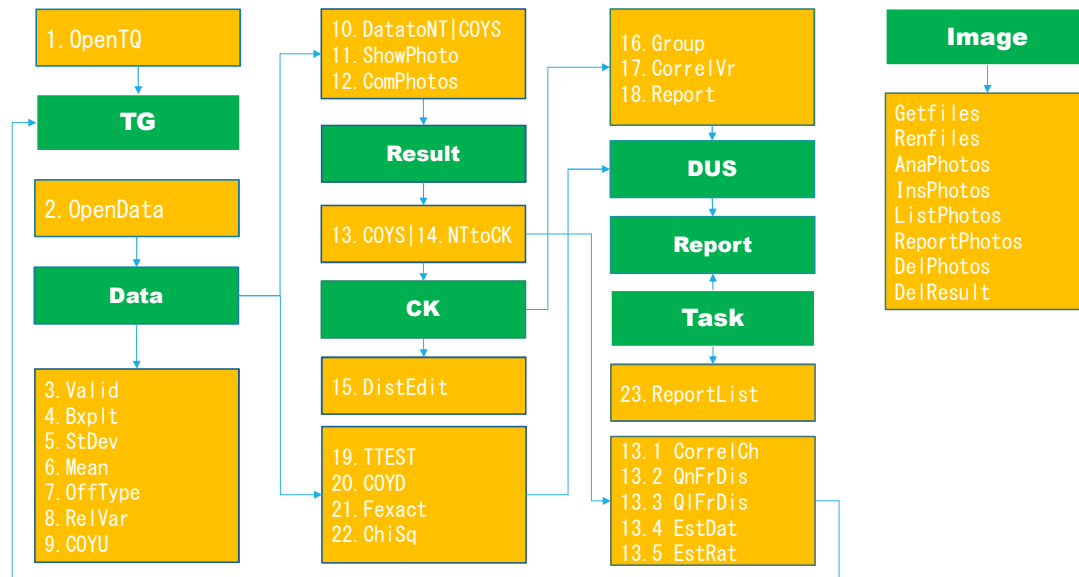 1. OpenTQ
TG
2. OpenData
Data
3. Valid
4. Bxplt
5. StDev
6. Mean
7. OffType
8. RelVar
9. COYU
10. DatatoNT|COYS
11. ShowPhoto
12. ComPhotos
Result
13. COYS|14. NTtoCK
CK
15. DistEdit
19. TTEST
20. COYD
21. Fexact
22. ChiSq
16. Group
17. CorrelVr
18. Report
DUS
Report
Task
23. ReportList
13.1 CorrelCh
13.2 QnFrDis
13.3 QlFrDis
13.4 EstDat
13.5 EstRat
Image
Getfiles
Renfiles
AnaPhotos
InsPhotos
ListPhotos
ReportPhotos
DelPhotos
DelResult